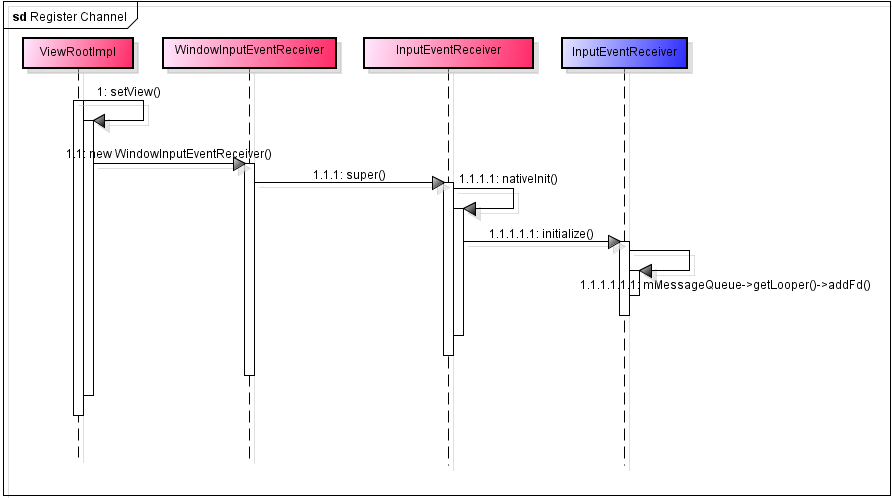 sd Register Channel
ViewRootImpl
WindowInputEventReceiver
InputEventReceiver
InputEventReceiver
1: setView()
1.1: new WindowInputEventReceiver()
1.1.1: super()
1.1.1.1: nativeInit()
1.1.1.1.1: initialize()
1.1.1.1.1.1: mMessageQueue->getLooper()->addFd()